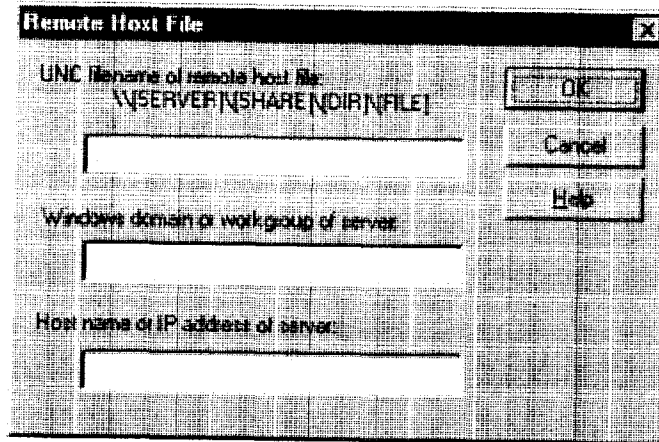 Remote Host File
UNC filename of remote host file:
\\[SERVER]\[SHARE]\[DIR]\[FILE]
OK
Cancel
Help
Windows domain or workgroup of server:
Host name or IP address of server: